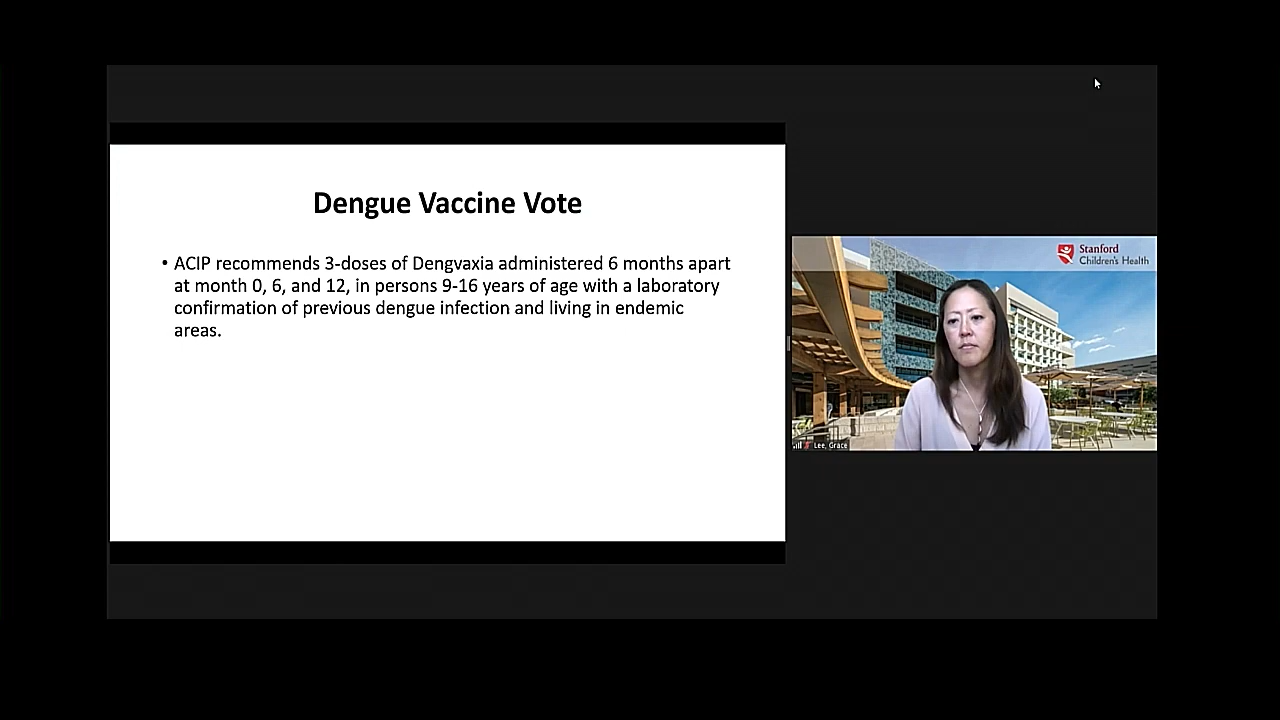 Dengue Vaccine Vote
• ACIP recommends 3-doses of Dengvaxia administered 6 months apart
at month 0, 6, and 12, in persons 9-16 years of age with a laboratory
confirmation of previous dengue infection and living in endemic
areas.
Stanford
Children's Health
Lee, Grace